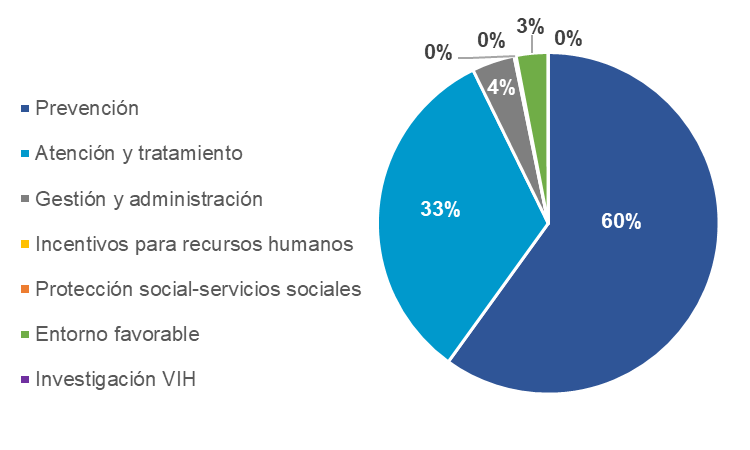 Prevención
Atención y tratamiento
Gestión y administración
Incentivos para recursos humanos
Protección social-servicios sociales
Entorno favorable
Investigación VIH
0%
0%
3%
0%
4%
33%
60%